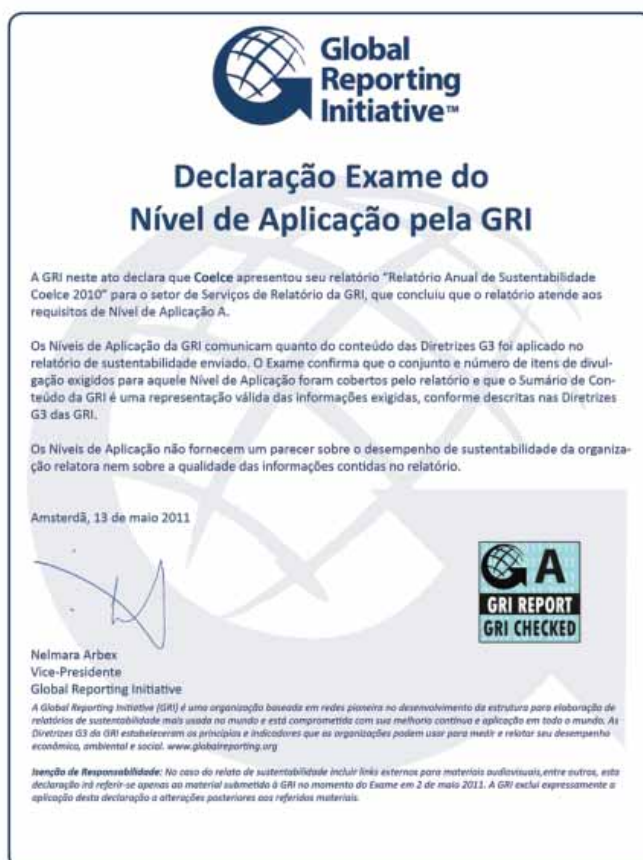 Global
Reporting
Initiative™
Declaração Exame do
Nível de Aplicação pela GRI
A GRI neste ato declara que Coelce apresentou seu relatório “Relatório Anual de Sustentabilidade
Coelce 2010” para o setor de Serviços de Relatório da GRI, que concluiu que o relatório atende aos
requisitos de Nível de Aplicação A.
Os Níveis de Aplicação da GRI comunicam quanto do conteúdo das Diretrizes G3 foi aplicado no
relatório de sustentabilidade enviado. O Exame confirma que o conjunto e número de itens de divul-
gação exigidos para aquele Nível de Aplicação foram cobertos pelo relatório e que o Sumário de Con-
teúdo da GRI é uma representação válida das informações exigidas, conforme descritas nas Diretrizes
G3 das GRI.
Os Níveis de Aplicação não fornecem um parecer sobre o desempenho de sustentabilidade da organiza-
ção relatora nem sobre a qualidade das informações contidas no relatório.
Amsterdã, 13 de maio 2011
A
GRI REPORT
GRI CHECKED
Nelmara Arbex
Vice-Presidente
Global Reporting Initiative
A Global Reporting Initiative (GRI) é uma organização baseada em redes pioneira no desenvolvimento da estrutura para elaboração de
relatórios de sustentabilidade mais usada no mundo e está comprometida com sua melhoria contínua e aplicação em todo o mundo. As
Diretrizes G3 da GRI estabeleceram os princípios e indicadores que as organizações podem usar para medir e relatar seu desempenho
econômico, ambiental e social. www.globalreporting.org
Isenção de Responsabilidade: No caso do relato de sustentabilidade incluir links externos para materiais audiovisuais,entre outros, esta
declaração irá referir-se apenas ao material submetido à GRI no momento do Exame em 2 de maio 2011. A GRI exclui expressamente a
aplicação desta declaração a alterações posteriores aos referidos materiais.